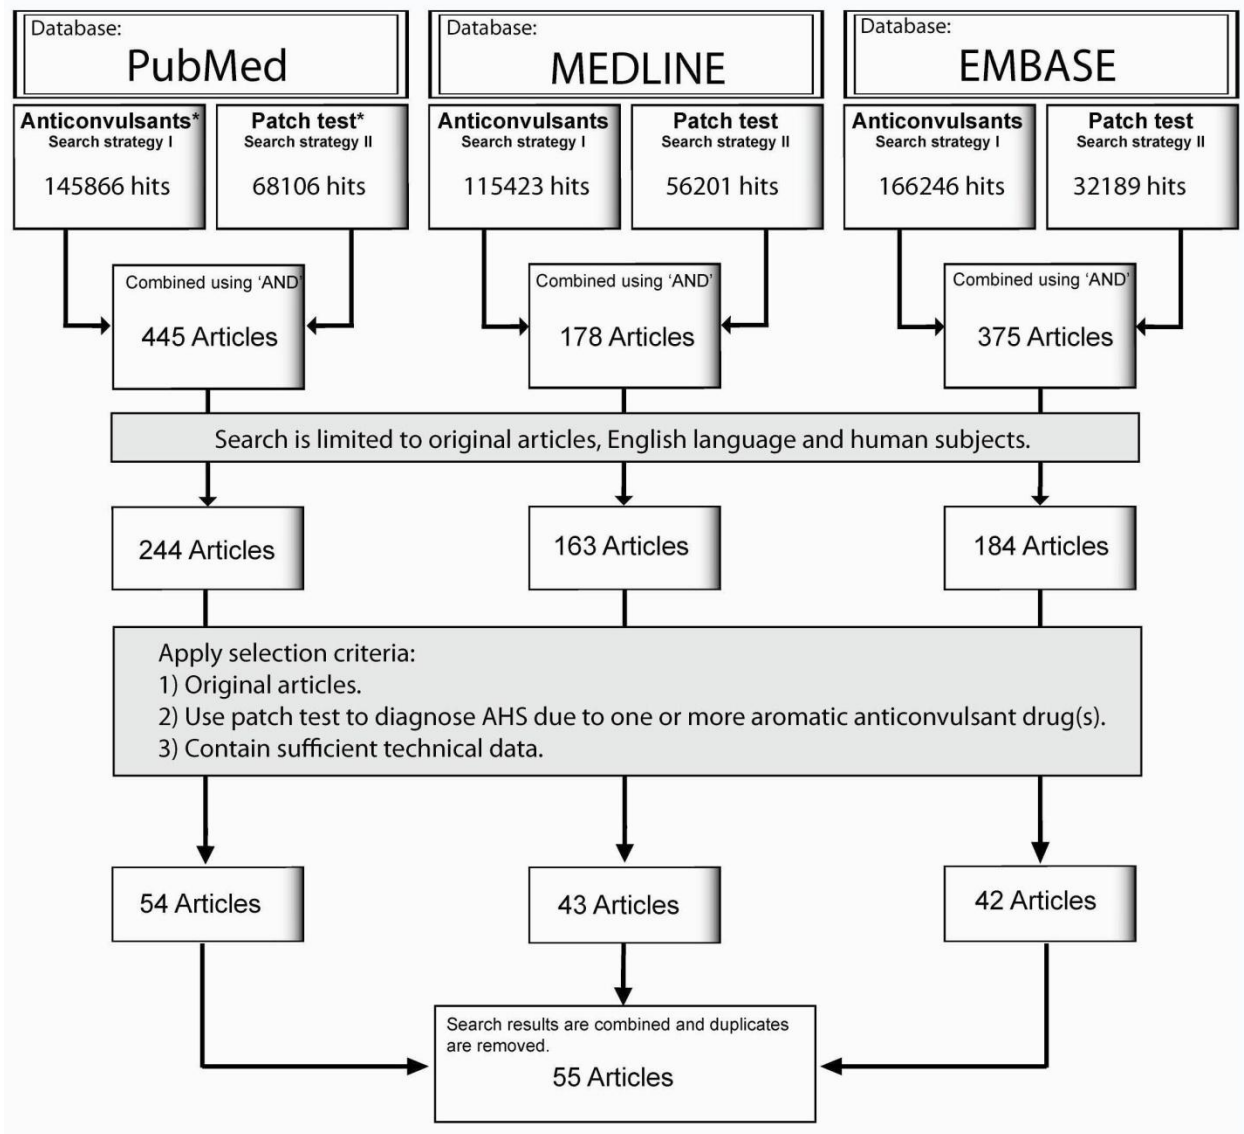 Database:
PubMed
Database:
MEDLINE
Database:
EMBASE
Anticonvulsants*
Search strategy I
145866 hits
Patch test*
Search strategy II
68106 hits
Anticonvulsants
Search strategy I
115423 hits
Patch test
Search strategy II
56201 hits
Anticonvulsants
Search strategy I
166246 hits
Patch test
Search strategy II
32189 hits
Combined using ‘AND’
445 Articles
Combined using ‘AND’
178 Articles
Combined using ‘AND’
375 Articles
Search is limited to original articles, English language and human subjects.
244 Articles
163 Articles
184 Articles
Apply selection criteria:
1) Original articles.
2) Use patch test to diagnose AHS due to one or more aromatic anticonvulsant drug(s).
3) Contain sufficient technical data.
54 Articles
43 Articles
42 Articles
Search results are combined and duplicates
are removed.
55 Articles